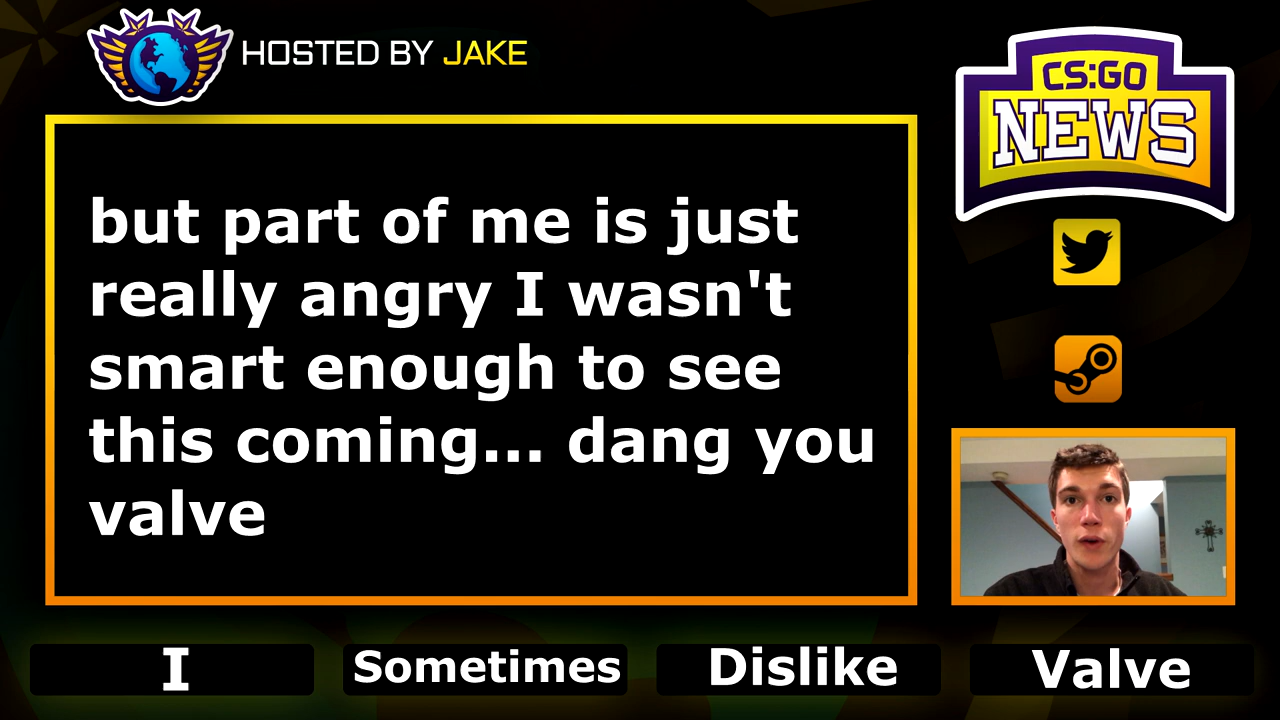 HOSTED BY JAKE
CS:GO
NEWS
but part of me is just
really angry I wasn't
smart enough to see
this coming... dang you
valve
I
Sometimes
Dislike
Valve